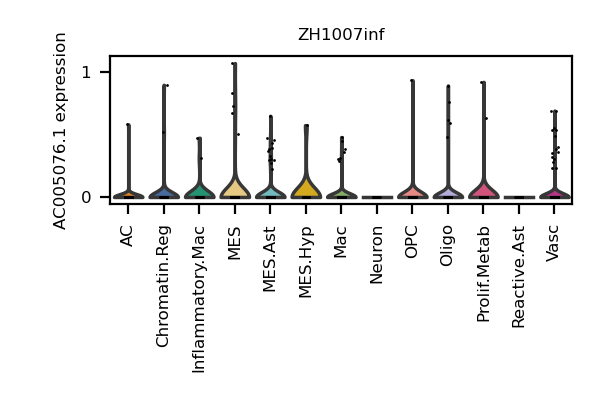 ZH1007inf
AC005076.1 expression
1
0
AC
Chromatin.Reg
Inflammatory.Mac
MES
MES.Ast
MES.Hyp
Mac
Neuron
OPC
Oligo
Prolif.Metab
Reactive.Ast
Vasc